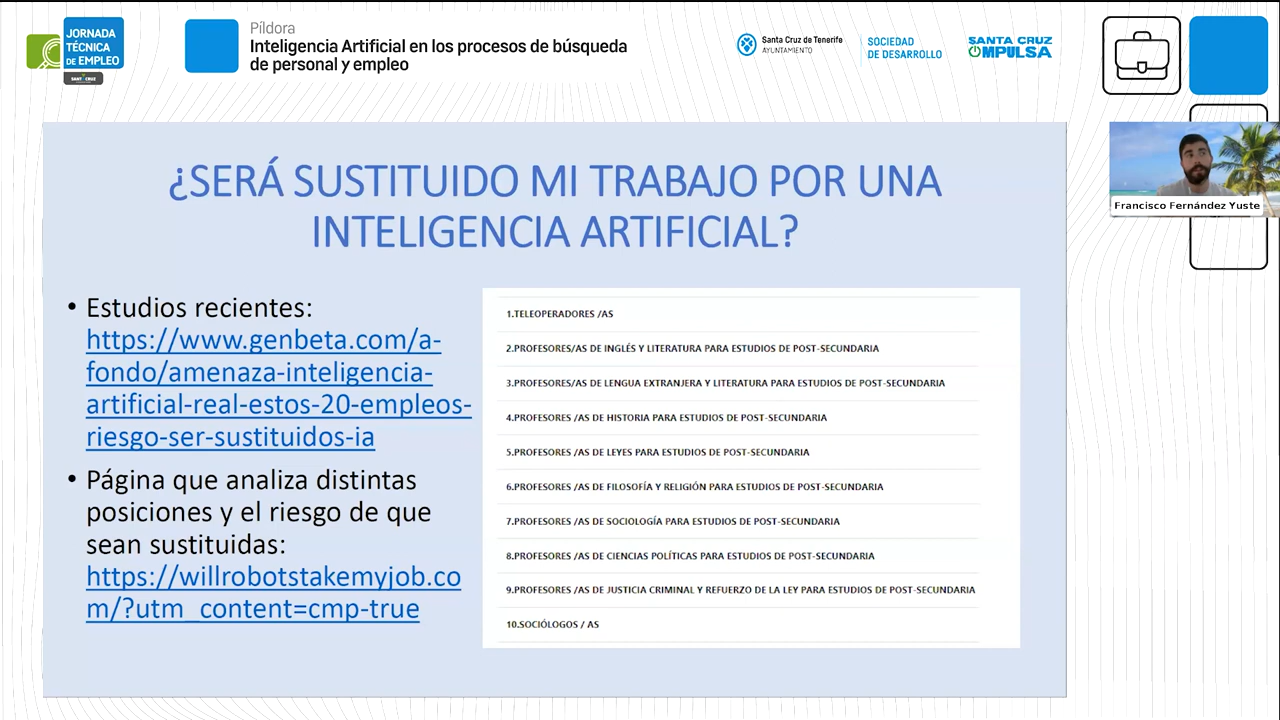 JORNADA
TÉCNICA
DE EMPLEO
SANTA CRUZ
Píldora
Inteligencia Artificial en los procesos de búsqueda
de personal y empleo
Santa Cruz de Tenerife
AYUNTAMIENTO
SOCIEDAD
DE DESARROLLO
SANTA CRUZ
OMPULSA
¿SERÁ SUSTITUIDO MI TRABAJO POR UNA
INTELIGENCIA ARTIFICIAL?
• Estudios recientes:
https://www.genbeta.com/a-
fondo/amenaza-inteligencia-
artificial-real-estos-20-empleos-
riesgo-ser-sustituidos-ia
• Página que analiza distintas
posiciones y el riesgo de que
sean sustituidas:
https://willrobotstakemyjob.co
m/?utm_content=cmp-true
1.TELEOPERADORES /AS
2.PROFESORES/AS DE INGLÉS Y LITERATURA PARA ESTUDIOS DE POST-SECUNDARIA
3.PROFESORES/AS DE LENGUA EXTRANJERA Y LITERATURA PARA ESTUDIOS DE POST-SECUNDARIA
4.PROFESORES /AS DE HISTORIA PARA ESTUDIOS DE POST-SECUNDARIA
5.PROFESORES /AS DE LEYES PARA ESTUDIOS DE POST-SECUNDARIA
6.PROFESORES /AS DE FILOSOFÍA Y RELIGIÓN PARA ESTUDIOS DE POST-SECUNDARIA
7.PROFESORES /AS DE SOCIOLOGÍA PARA ESTUDIOS DE POST-SECUNDARIA
8.PROFESORES /AS DE CIENCIAS POLÍTICAS PARA ESTUDIOS DE POST-SECUNDARIA
9.PROFESORES /AS DE JUSTICIA CRIMINAL Y REFUERZO DE LA LEY PARA ESTUDIOS DE POST-SECUNDARIA
10.SOCIÓLOGOS / AS
Francisco Fernández Yuste